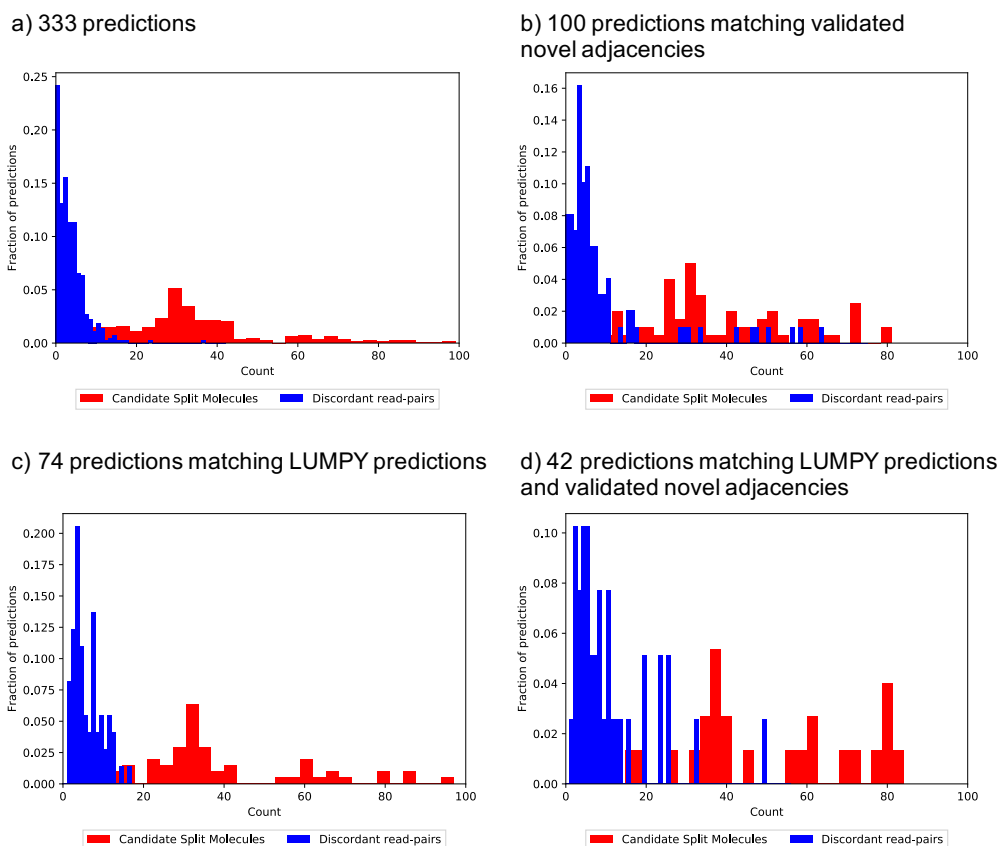 a) 333 predictions
b) 100 predictions matching validated
novel adjacencies
0.25
0.20
0.15
0.10
0.05
0.00
Fraction of predictions
0 20 40 60 80 100
Count
Candidate Split Molecules Discordant read-pairs
0.16
0.14
0.12
0.10
0.08
0.06
0.04
0.02
0.00
Fraction of predictions
0 20 40 60 80 100
Count
Candidate Split Molecules Discordant read-pairs
c) 74 predictions matching LUMPY predictions
d) 42 predictions matching LUMPY predictions
and validated novel adjacencies
0.200
0.175
0.150
0.125
0.100
0.075
0.050
0.025
0.000
Fraction of predictions
0 20 40 60 80 100
Count
Candidate Split Molecules Discordant read-pairs
0.10
0.08
0.06
0.04
0.02
0.00
Fraction of predictions
0 20 40 60 80 100
Count
Candidate Split Molecules Discordant read-pairs